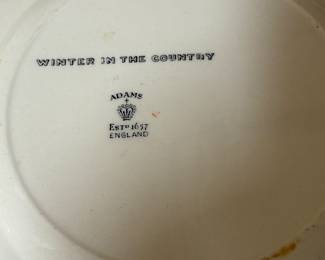 WINTER IN THE COUNTRY
ADAMS
ESTD 1657
ENGLAND